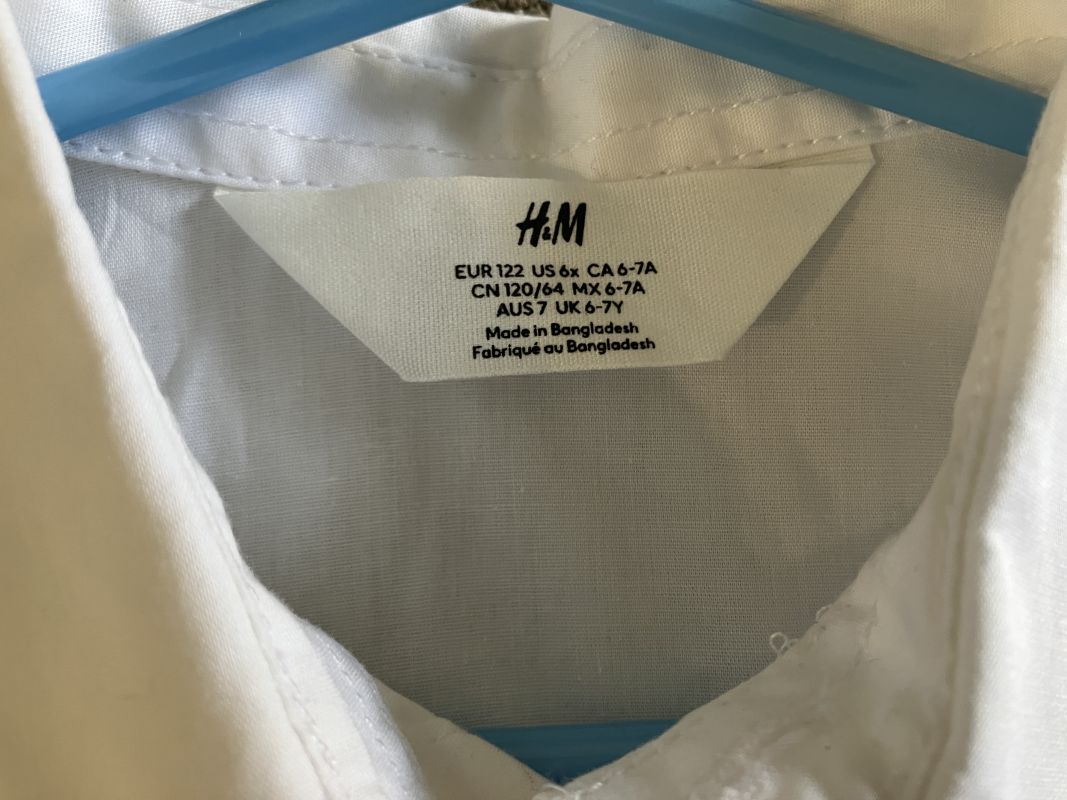 H&M
EUR 122 US 6x CA 6-7A
CN 120/64 MX 6-7A
AUS 7 UK 6-7Y
Made in Bangladesh
Fabriqué au Bangladesh